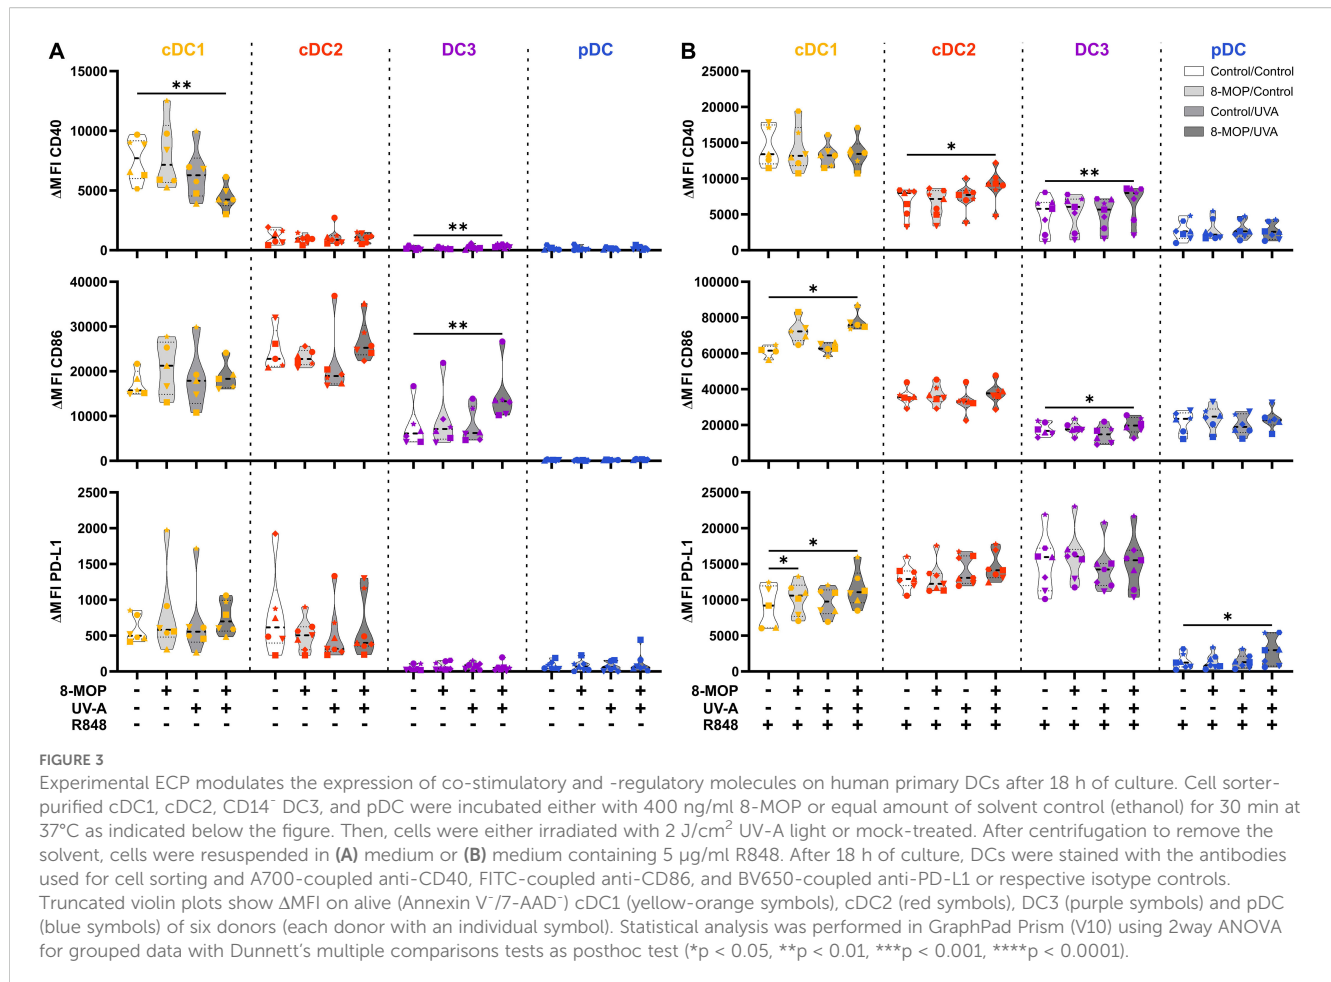 A
cDC1 cDC2 DC3 pDC
ΔMFI CD40
15000
10000
5000
0
** **
ΔMFI CD86
40000
30000
20000
10000
0
**
ΔMFI PD-L1
2500
2000
1500
1000
500
0
8-MOP - + - + - + - + - + - + - + - +
UV-A - - + + - - + + - - + + - - + +
R848 - - - - - - - - - - - - - - - -
B
cDC1 cDC2 DC3 pDC
Control/Control
8-MOP/Control
Control/UVA
8-MOP/UVA
ΔMFI CD40
25000
20000
15000
10000
5000
0
* **
ΔMFI CD86
100000
80000
60000
40000
20000
0
* *
ΔMFI PD-L1
25000
20000
15000
10000
5000
0
* * *
8-MOP - + - + - + - + - + - + - + - +
UV-A - - + + - - + + - - + + - - + +
R848 + + + + + + + + + + + + + + + +
FIGURE 3
Experimental ECP modulates the expression of co-stimulatory and -regulatory molecules on human primary DCs after 18 h of culture. Cell sorter-
purified cDC1, cDC2, CD14⁻ DC3, and pDC were incubated either with 400 ng/ml 8-MOP or equal amount of solvent control (ethanol) for 30 min at
37°C as indicated below the figure. Then, cells were either irradiated with 2 J/cm² UV-A light or mock-treated. After centrifugation to remove the
solvent, cells were resuspended in (A) medium or (B) medium containing 5 µg/ml R848. After 18 h of culture, DCs were stained with the antibodies
used for cell sorting and A700-coupled anti-CD40, FITC-coupled anti-CD86, and BV650-coupled anti-PD-L1 or respective isotype controls.
Truncated violin plots show ΔMFI on alive (Annexin V⁻/7-AAD⁻) cDC1 (yellow-orange symbols), cDC2 (red symbols), DC3 (purple symbols) and pDC
(blue symbols) of six donors (each donor with an individual symbol). Statistical analysis was performed in GraphPad Prism (V10) using 2way ANOVA
for grouped data with Dunnett's multiple comparisons tests as posthoc test (*p < 0.05, **p < 0.01, ***p < 0.001, ****p < 0.0001).